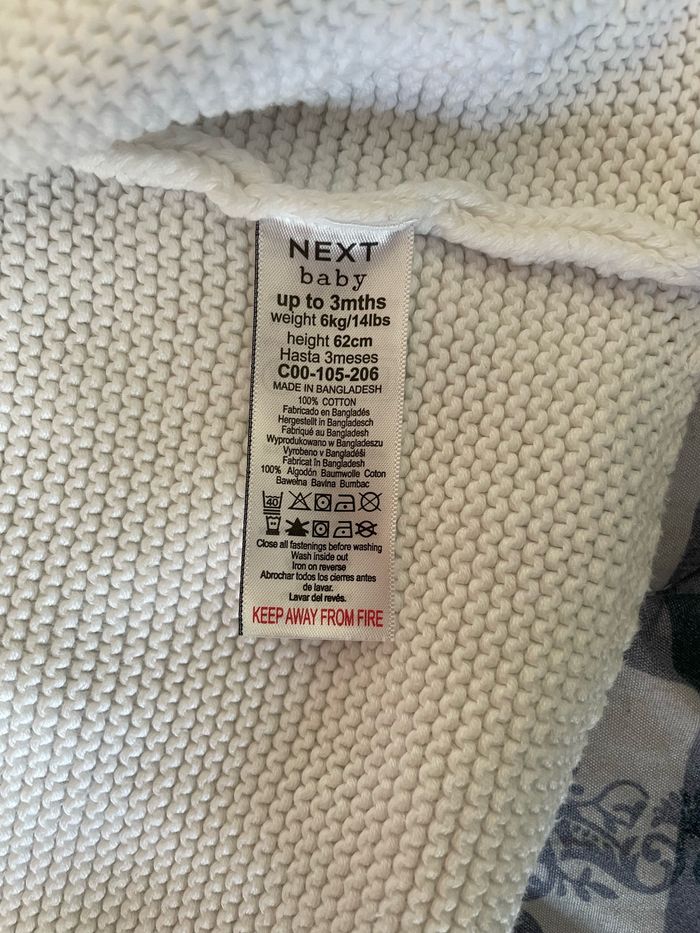 NEXT
baby
up to 3mths
weight 6kg/14lbs
height 62cm
Hasta 3meses
C00-105-206
MADE IN BANGLADESH
100% COTTON
Fabricado en Bangladés
Hergestellt in Bangladesch
Fabriqué au Bangladesh
Wyprodukowano w Bangladeszu
Vyrobeno v Bangladéši
Fabricat în Bangladesh
100% Algodón Baumwolle Coton
Bawełna Bavlna Bumbac
40
Close all fastenings before washing
Wash inside out
Iron on reverse
Abrochar todos los cierres antes
de lavar.
Lavar del revés.
KEEP AWAY FROM FIRE